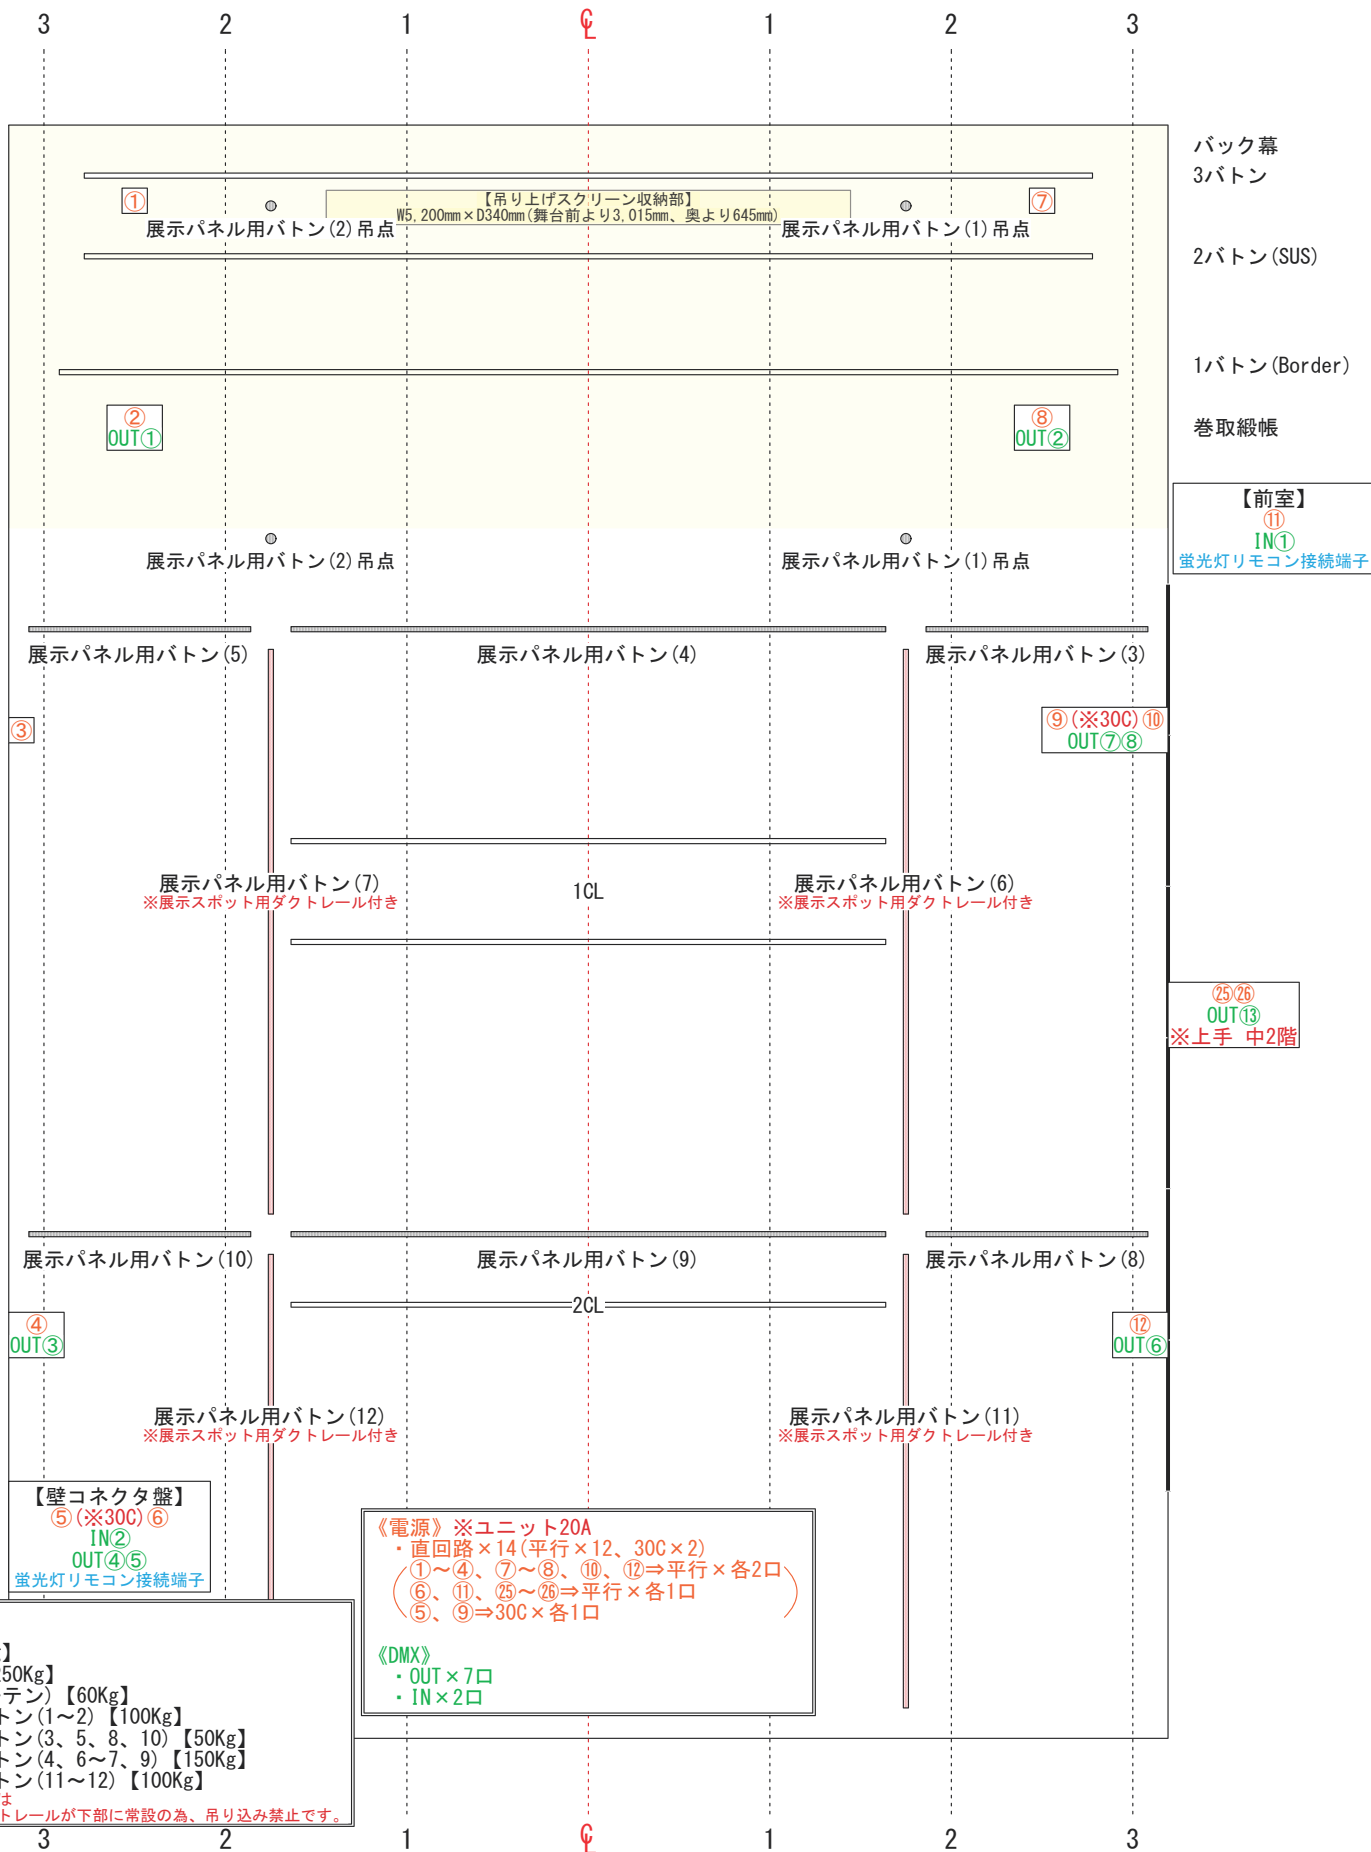 3 2 1 ℄ 1 2 3
バック幕
3バトン
① ⑦
【吊り上げスクリーン収納部】
W5,200mm×D340mm(舞台前より3,015mm、奥より645mm)
展示パネル用バトン(2)吊点
展示パネル用バトン(1)吊点
2バトン(SUS)
1バトン(Border)
②
OUT①
⑧
OUT②
巻取緞帳
【前室】
⑪
IN①
蛍光灯リモコン接続端子
展示パネル用バトン(2)吊点
展示パネル用バトン(1)吊点
展示パネル用バトン(5)
展示パネル用バトン(4)
展示パネル用バトン(3)
③
⑨(※30C)⑩
OUT⑦⑧
展示パネル用バトン(7)
※展示スポット用ダクトレール付き
1CL
展示パネル用バトン(6)
※展示スポット用ダクトレール付き
㉕㉖
OUT⑬
※上手 中2階
展示パネル用バトン(10)
展示パネル用バトン(9)
展示パネル用バトン(8)
2CL
④
OUT③
⑫
OUT⑥
展示パネル用バトン(12)
※展示スポット用ダクトレール付き
展示パネル用バトン(11)
※展示スポット用ダクトレール付き
【壁コネクタ盤】
⑤(※30C)⑥
IN②
OUT④⑤
蛍光灯リモコン接続端子
《電源》※ユニット20A
・直回路×14(平行×12、30C×2)
①～④、⑦～⑧、⑩、⑫⇒平行×各2口
⑥、⑪、㉕～㉖⇒平行×各1口
⑤、⑨⇒30C×各1口
《DMX》
・OUT×7口
・IN×2口
】
50Kg】
テン)【60Kg】
トン(1～2)【100Kg】
トン(3、5、8、10)【50Kg】
トン(4、6～7、9)【150Kg】
トン(11～12)【100Kg】
は
トレールが下部に常設の為、吊り込み禁止です。
3 2 1 ℄ 1 2 3